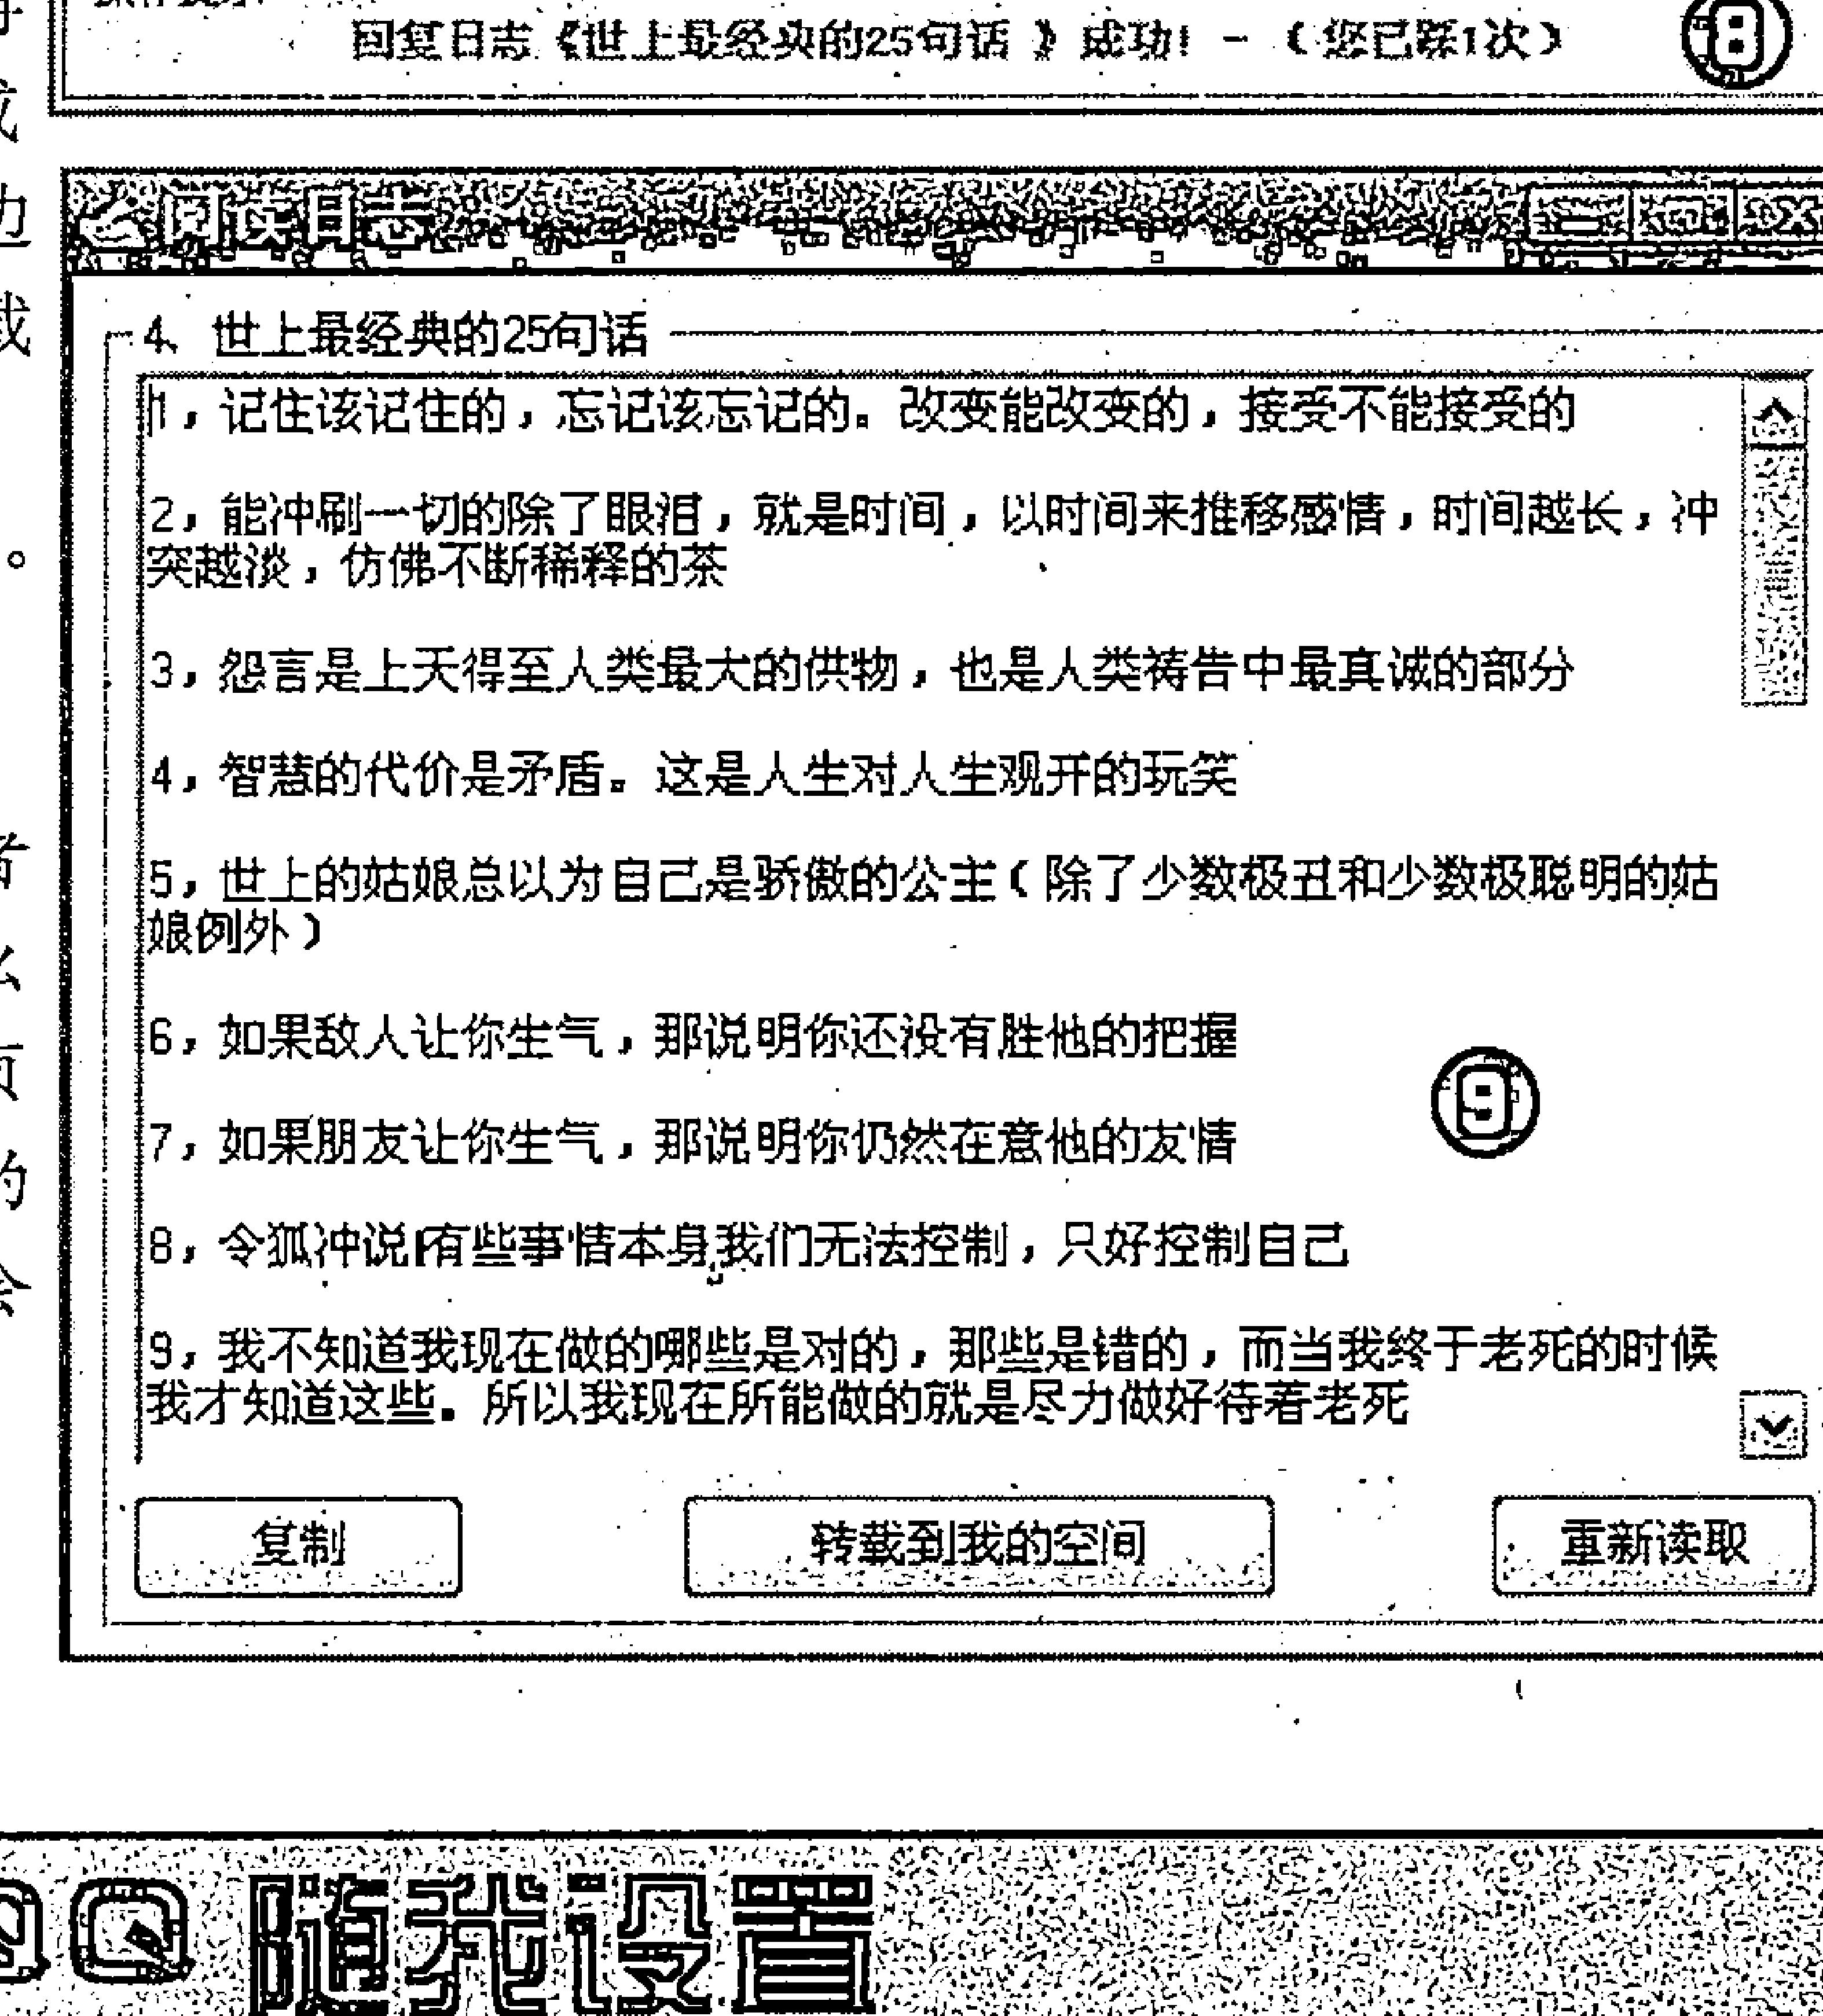 回复日志《世上最经典的25句话 》成功! - (您已踩1次)
8
阅读日志
4、世上最经典的25句话
1,记住该记住的,忘记该忘记的。改变能改变的,接受不能接受的
2,能冲刷一切的除了眼泪,就是时间,以时间来推移感情,时间越长,冲
突越淡,仿佛不断稀释的茶
3,怨言是上天得至人类最大的供物,也是人类祷告中最真诚的部分
4,智慧的代价是矛盾。这是人生对人生观开的玩笑
5,世上的姑娘总以为自己是骄傲的公主(除了少数极丑和少数极聪明的姑
娘例外)
6,如果敌人让你生气,那说明你还没有胜他的把握
7,如果朋友让你生气,那说明你仍然在意他的友情
9
8,令狐冲说有些事情本身我们无法控制,只好控制自己
9,我不知道我现在做的哪些是对的,那些是错的,而当我终于老死的时候
我才知道这些。所以我现在所能做的就是尽力做好待着老死
复制
转载到我的空间
重新读取
QQ 随我设置